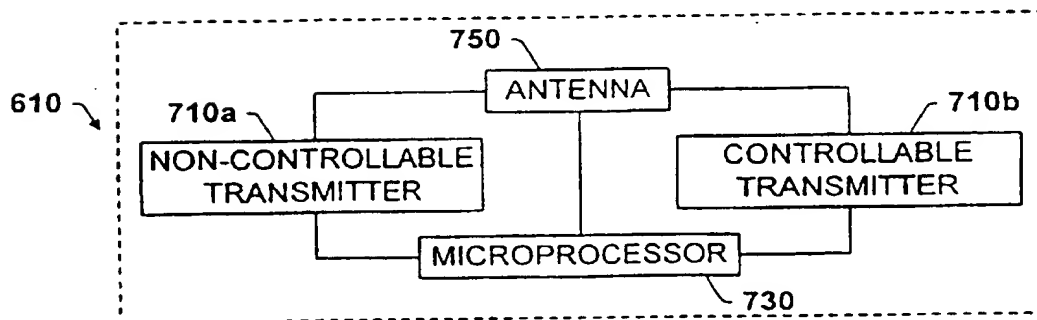 750
ANTENNA
610
710a
710b
NON-CONTROLLABLE
TRANSMITTER
CONTROLLABLE
TRANSMITTER
MICROPROCESSOR
730